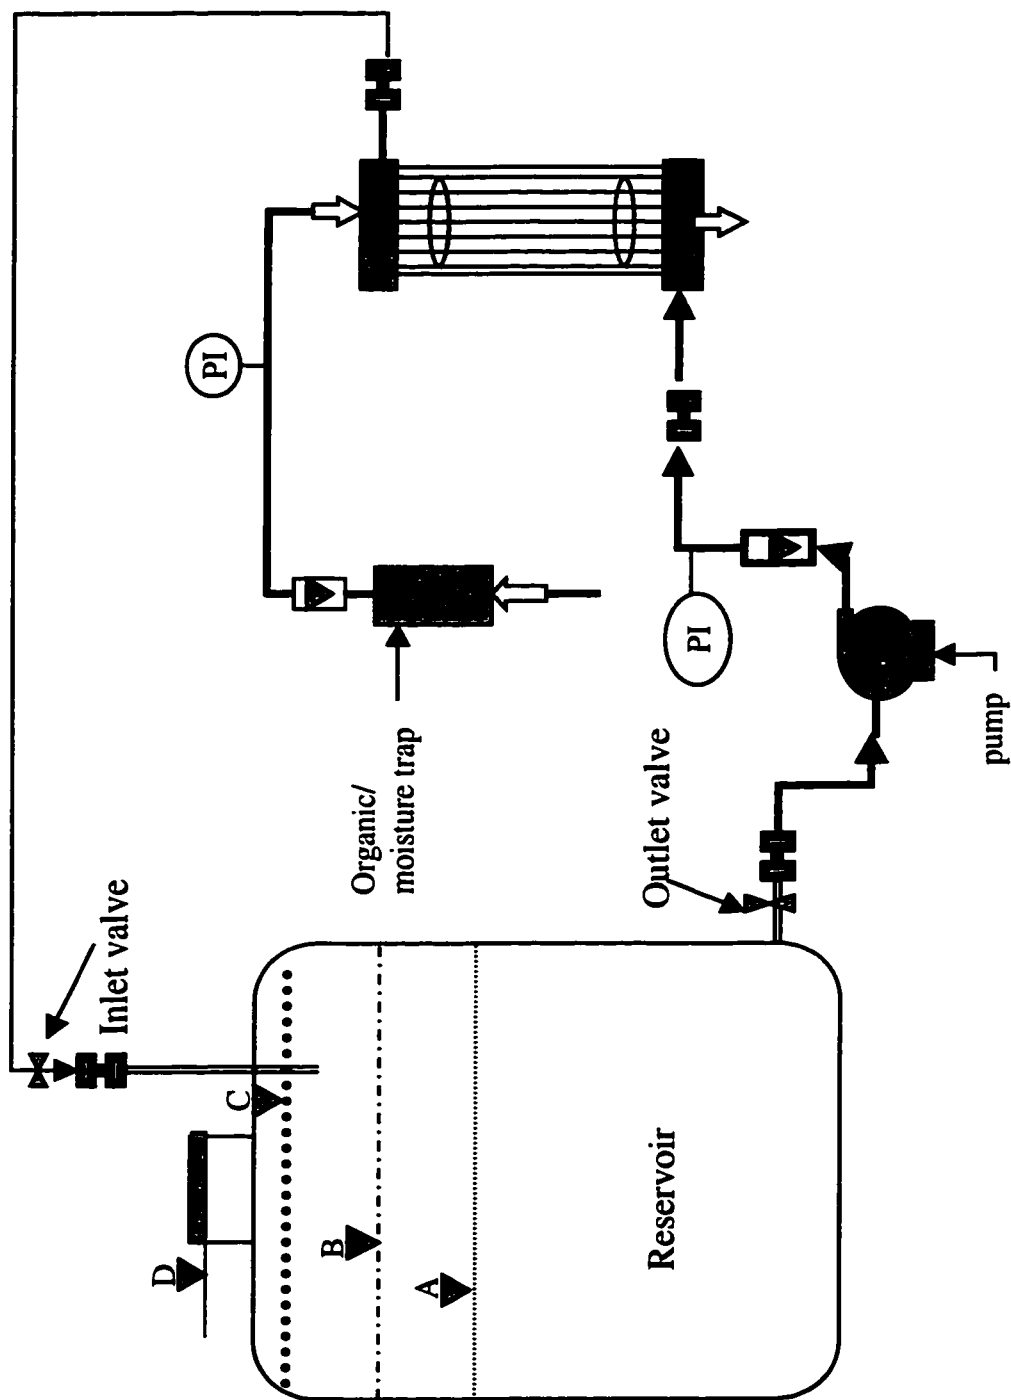 PI
Organic/
moisture trap
PI
pump
Outlet valve
Inlet valve
C
D
B
A
Reservoir